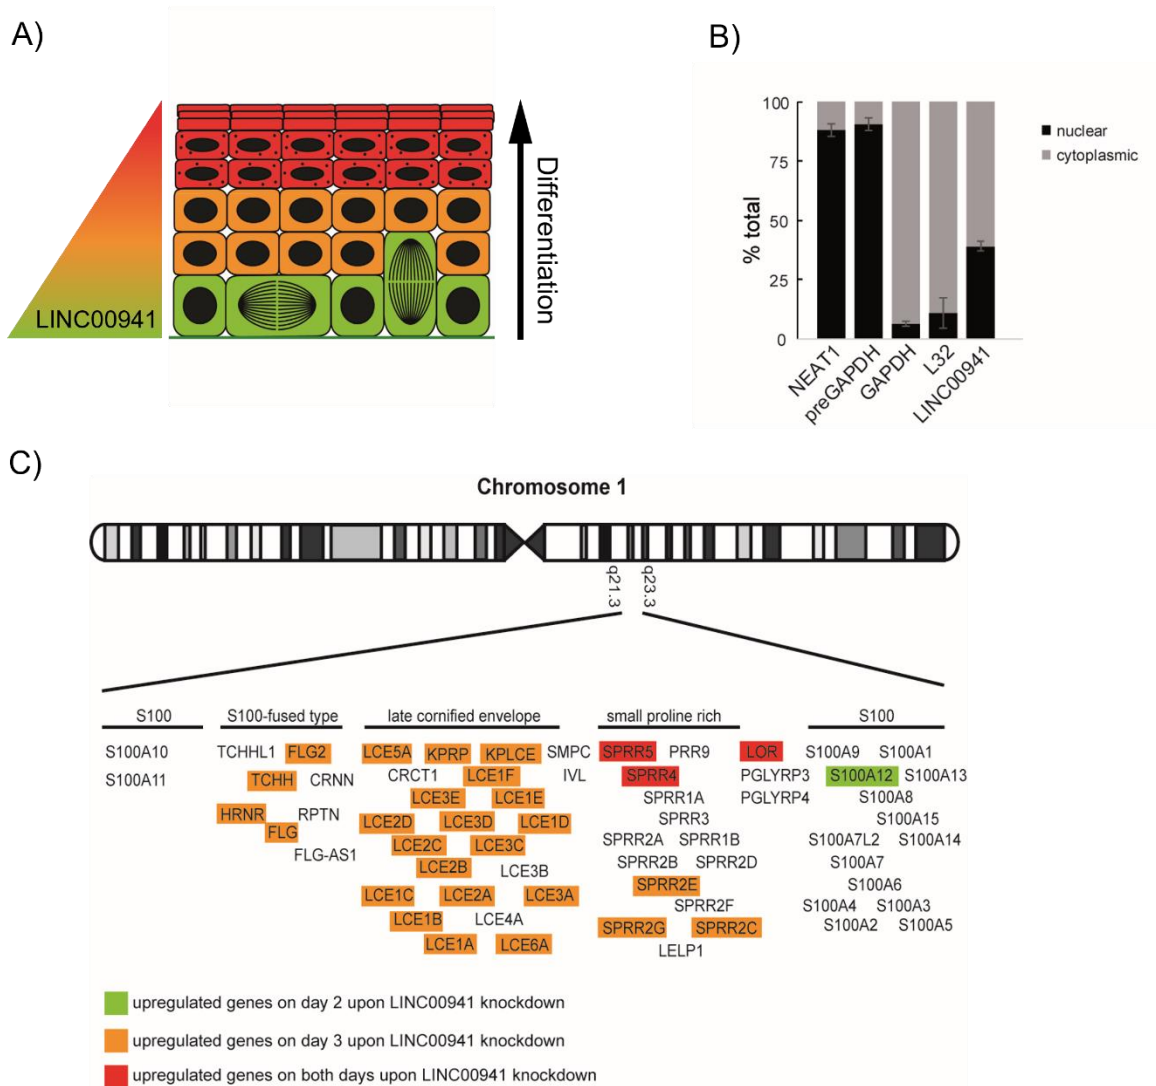 A)
LINC00941
Differentiation
B)
100
75
50
25
0
% total
nuclear
cytoplasmic
NEAT1
preGAPDH
GAPDH
L32
LINC00941
C)
Chromosome 1
q21.3
q23.3
S100
S100A10
S100A11
S100-fused type
TCHHL1 FLG2
TCHH CRNN
HRNR RPTN
FLG
FLG-AS1
late cornified envelope
LCE5A KPRP KPLCE SMPC
CRCT1 LCE1F IVL
LCE3E LCE1E
LCE2D LCE3D LCE1D
LCE2C LCE3C
LCE2B LCE3B
LCE1C LCE2A LCE3A
LCE1B LCE4A
LCE1A LCE6A
small proline rich
SPRR5 PRR9 LOR
SPRR4 PGLYRP3
SPRR1A PGLYRP4
SPRR3
SPRR2A SPRR1B
SPRR2B SPRR2D
SPRR2E
SPRR2F
SPRR2G SPRR2C
LELP1
S100
S100A9 S100A1
S100A12 S100A13
S100A8
S100A15
S100A7L2 S100A14
S100A7
S100A6
S100A4 S100A3
S100A2 S100A5
upregulated genes on day 2 upon LINC00941 knockdown
upregulated genes on day 3 upon LINC00941 knockdown
upregulated genes on both days upon LINC00941 knockdown